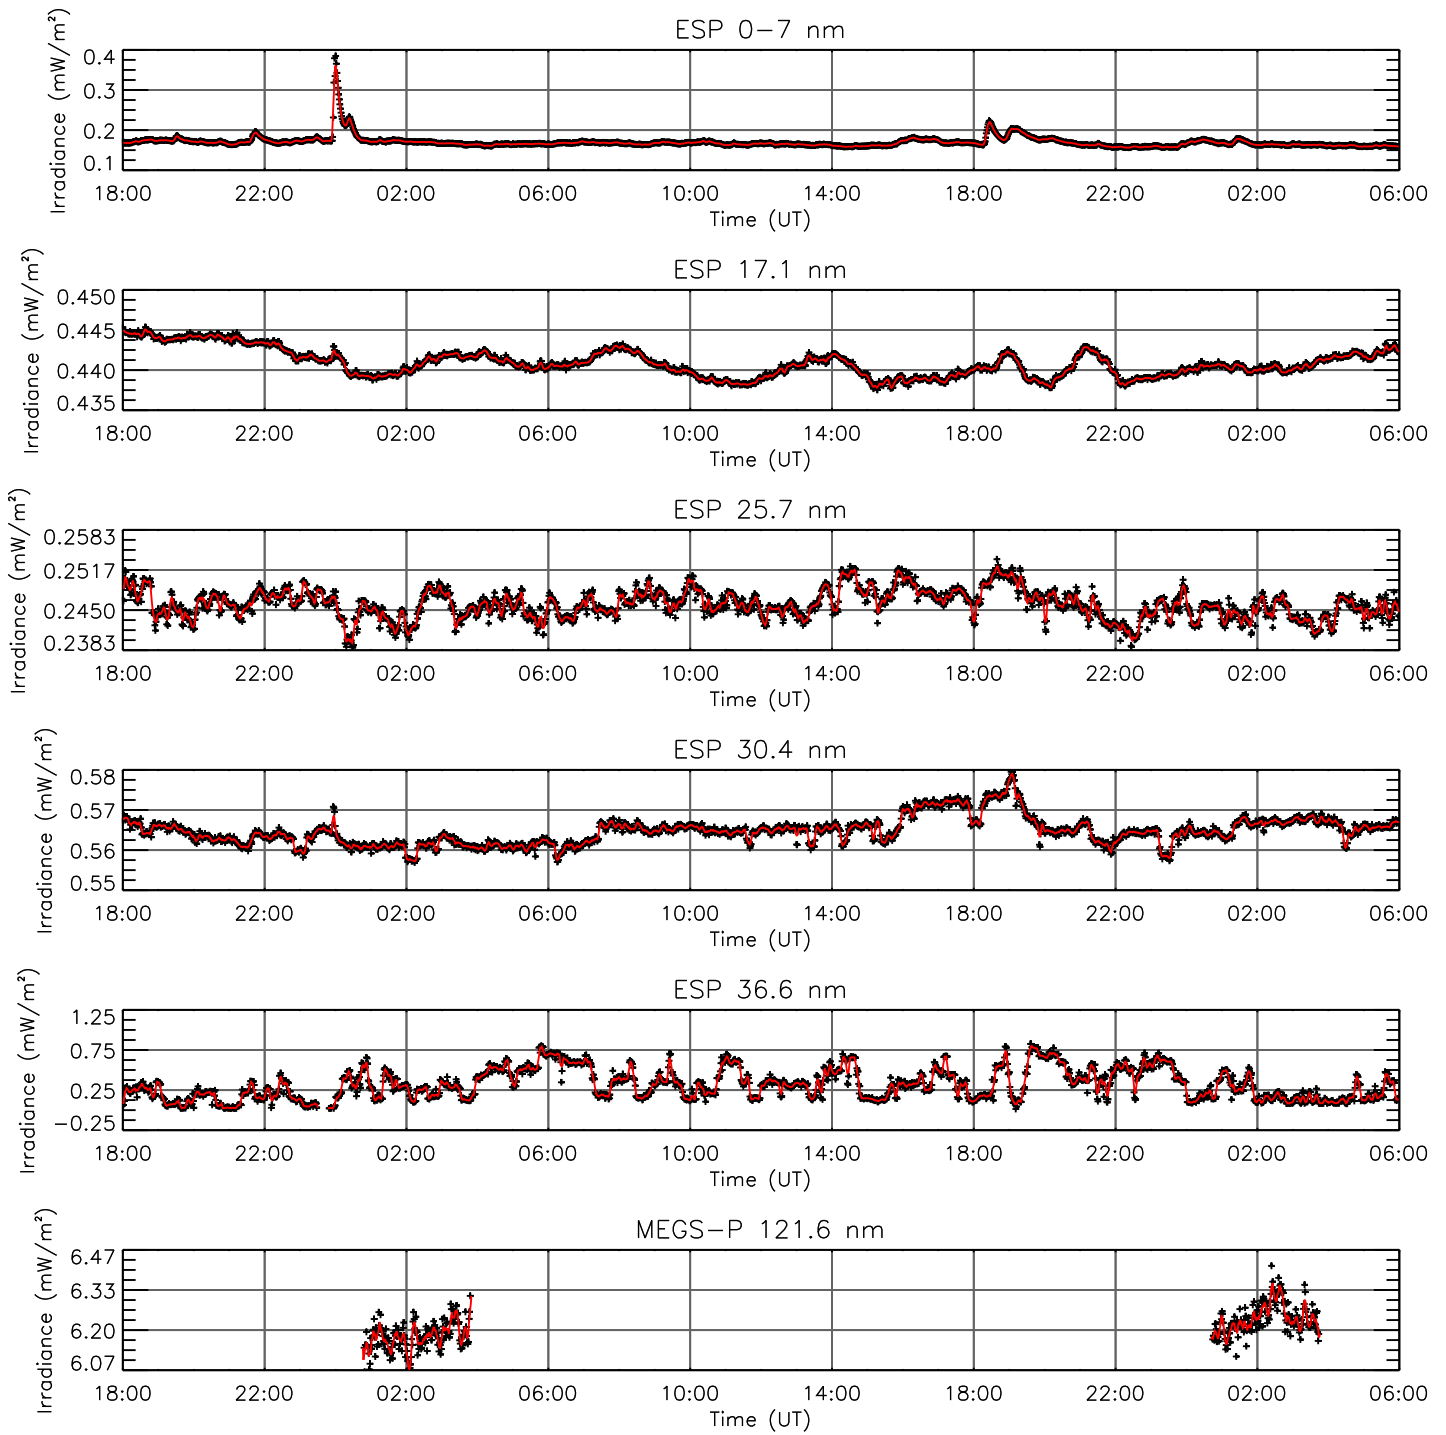 ESP 0-7 nm
Irradiance (mW/m²)
0.4
0.3
0.2
0.1
18:00 22:00 02:00 06:00 10:00 14:00 18:00 22:00 02:00 06:00
Time (UT)
ESP 17.1 nm
Irradiance (mW/m²)
0.450
0.445
0.440
0.435
18:00 22:00 02:00 06:00 10:00 14:00 18:00 22:00 02:00 06:00
Time (UT)
ESP 25.7 nm
Irradiance (mW/m²)
0.2583
0.2517
0.2450
0.2383
18:00 22:00 02:00 06:00 10:00 14:00 18:00 22:00 02:00 06:00
Time (UT)
ESP 30.4 nm
Irradiance (mW/m²)
0.58
0.57
0.56
0.55
18:00 22:00 02:00 06:00 10:00 14:00 18:00 22:00 02:00 06:00
Time (UT)
ESP 36.6 nm
Irradiance (mW/m²)
1.25
0.75
0.25
-0.25
18:00 22:00 02:00 06:00 10:00 14:00 18:00 22:00 02:00 06:00
Time (UT)
MEGS-P 121.6 nm
Irradiance (mW/m²)
6.47
6.33
6.20
6.07
18:00 22:00 02:00 06:00 10:00 14:00 18:00 22:00 02:00 06:00
Time (UT)